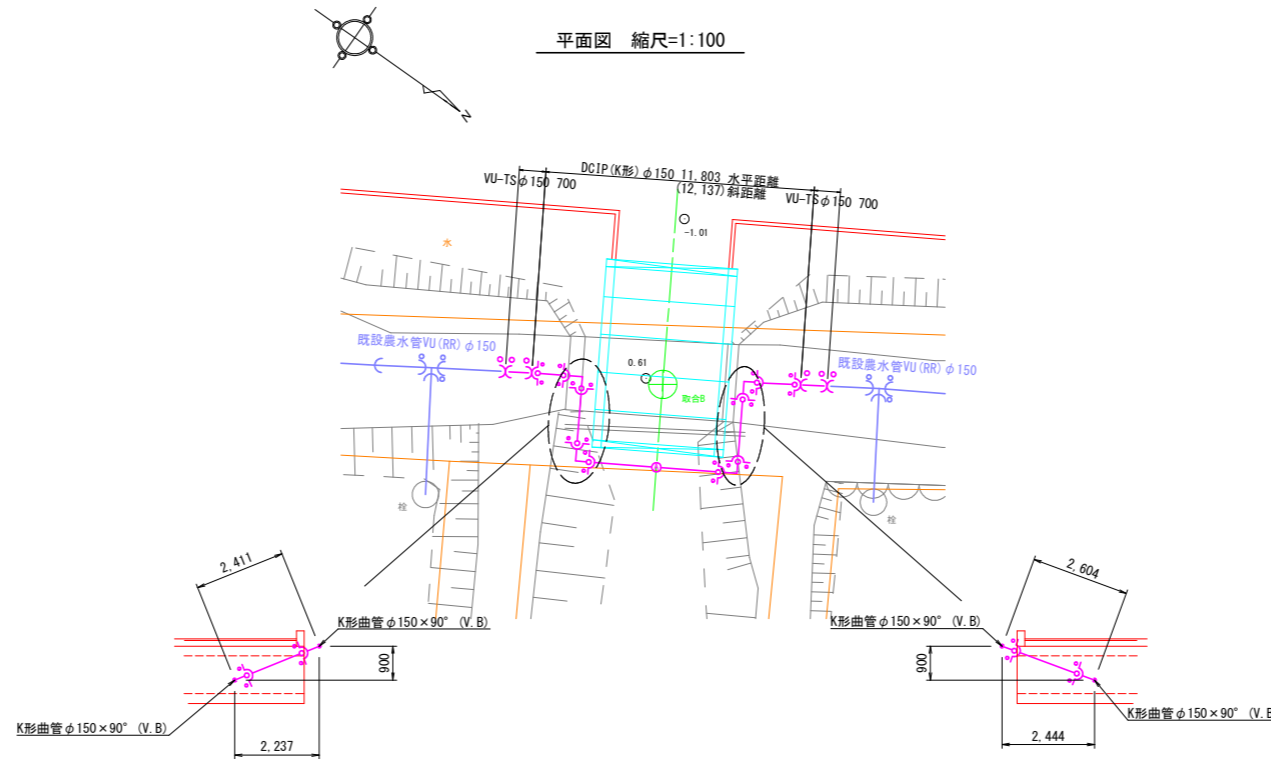 平面図 縮尺=1:100
N
DCIP(K形)φ150 11,803 水平距離
(12,137)斜距離
VU-TSφ150 700
VU-TSφ150 700
-1.01
水
既設農水管VU(RR)φ150
既設農水管VU(RR)φ150
0.61
取合B
栓
栓
2,411
K形曲管φ150×90° (V.B)
900
K形曲管φ150×90° (V.B)
2,237
2,604
K形曲管φ150×90° (V.B)
900
K形曲管φ150×90° (V.B
2,444